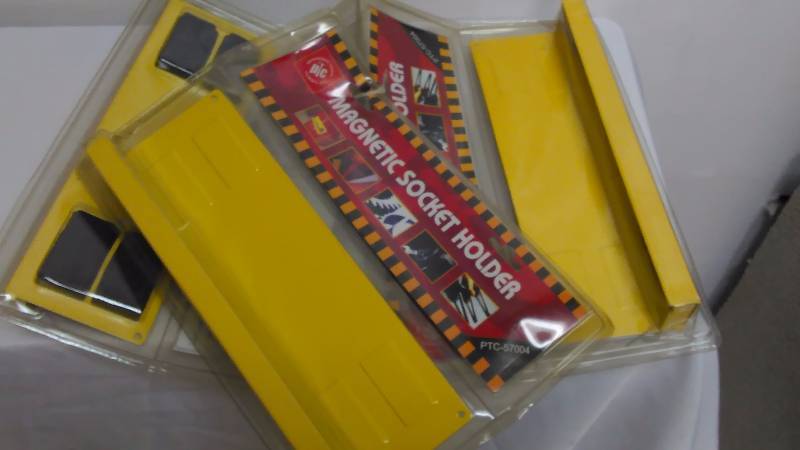 MAGNETIC SOCKET HOLDER
PTC-57004
HOLDER